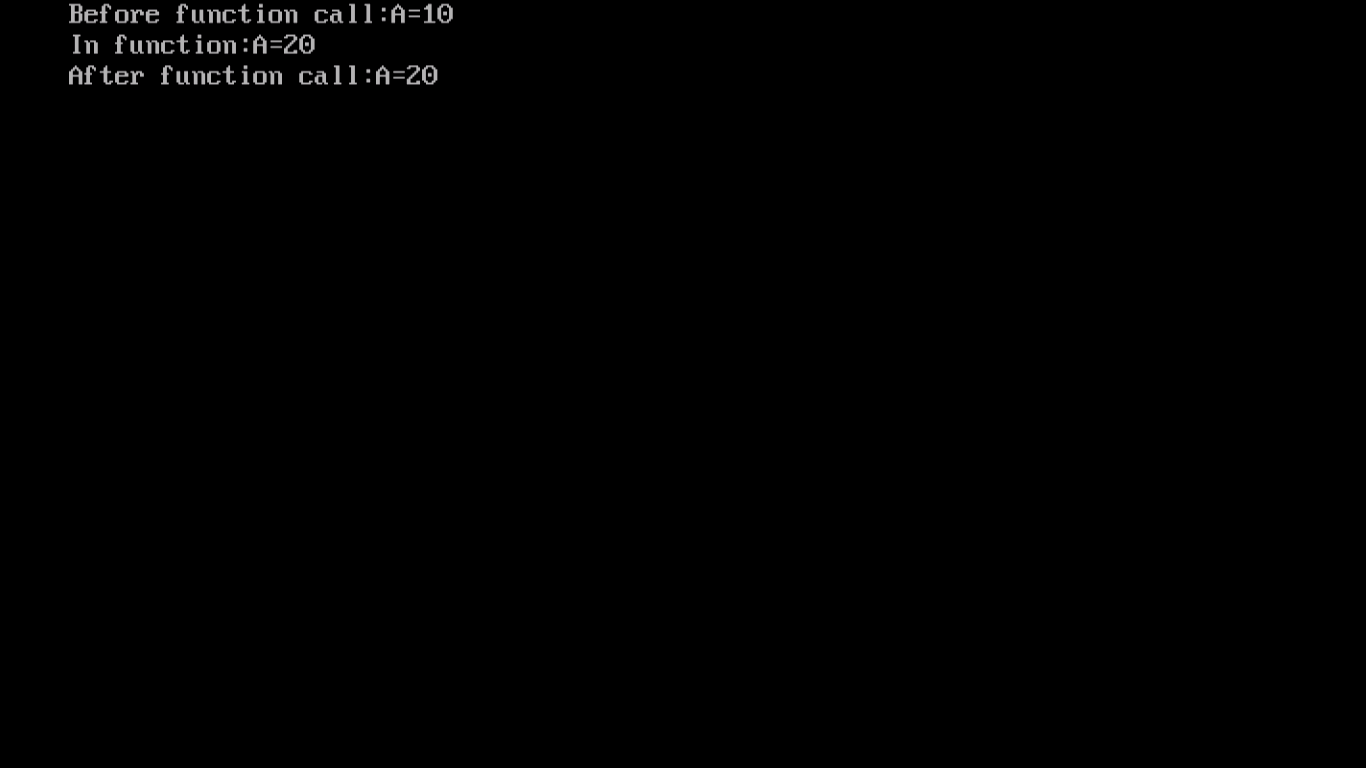 Before function call:A=10
In function:A=20
After function call:A=20